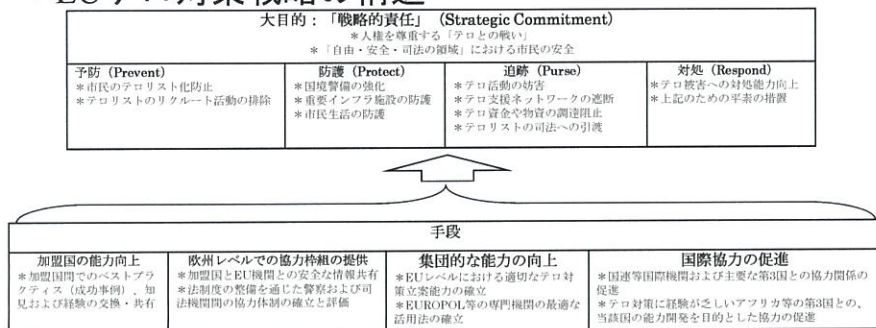 EUテロ対策戦略の構造
大目的：「戦略的責任」（Strategic Commitment）
＊人権を尊重する「テロとの戦い」
＊「自由・安全・司法の領域」における市民の安全
予防（Prevent）
＊市民のテロリスト化防止
＊テロリストのリクルート活動の排除
防護（Protect）
＊国境警備の強化
＊重要インフラ施設の防護
＊市民生活の防護
追跡（Purse）
＊テロ活動の妨害
＊テロ支援ネットワークの遮断
＊テロ資金や物資の調達阻止
＊テロリストの司法への引渡
対処（Respond）
＊テロ被害への対処能力向上
＊上記のための平素の措置
手段
加盟国の能力向上
＊加盟国間でのベストプラ
クティス（成功事例）、知
見および経験の交換・共有
欧州レベルでの協力枠組の提供
＊加盟国とEU機関との安全な情報共有
＊法制度の整備を通じた警察および司
法機関間の協力体制の確立と評価
集団的な能力の向上
＊EUレベルにおける適切なテロ対
策立案能力の確立
＊EUROPOL等の専門機関の最適な
活用法の確立
国際協力の促進
＊国連等国際機関および主要な第3国との協力関係の
促進
＊テロ対策に経験が乏しいアフリカ等の第3国との、
当該国の能力開発を目的とした協力の促進